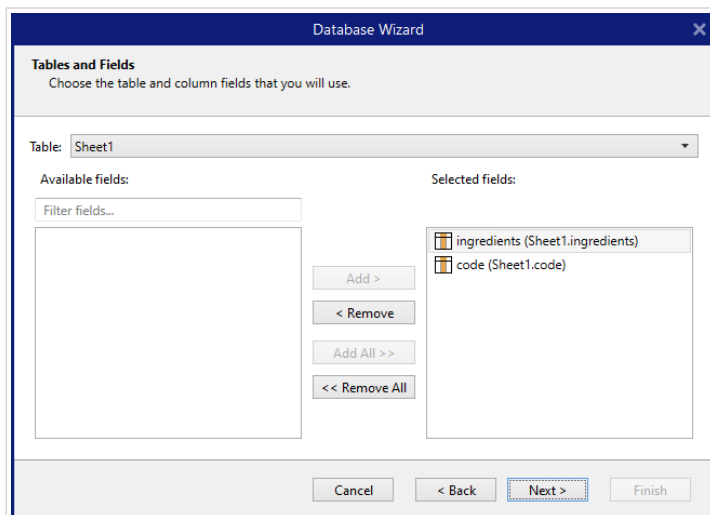 Database Wizard
Tables and Fields
Choose the table and column fields that you will use.
Table: Sheet1
Available fields:
Selected fields:
Filter fields...
ingredients (Sheet1.ingredients)
code (Sheet1.code)
Add >
< Remove
Add All >>
<< Remove All
Cancel
< Back
Next >
Finish